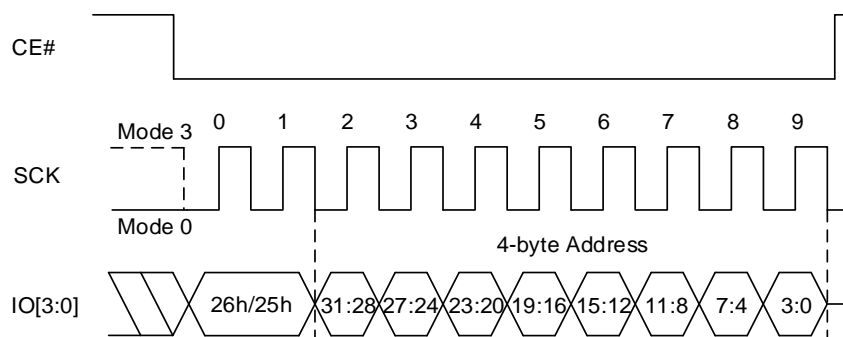 CE#
Mode 3 0 1 2 3 4 5 6 7 8 9
SCK
Mode 0
4-byte Address
IO[3:0] 26h/25h 31:28 27:24 23:20 19:16 15:12 11:8 7:4 3:0